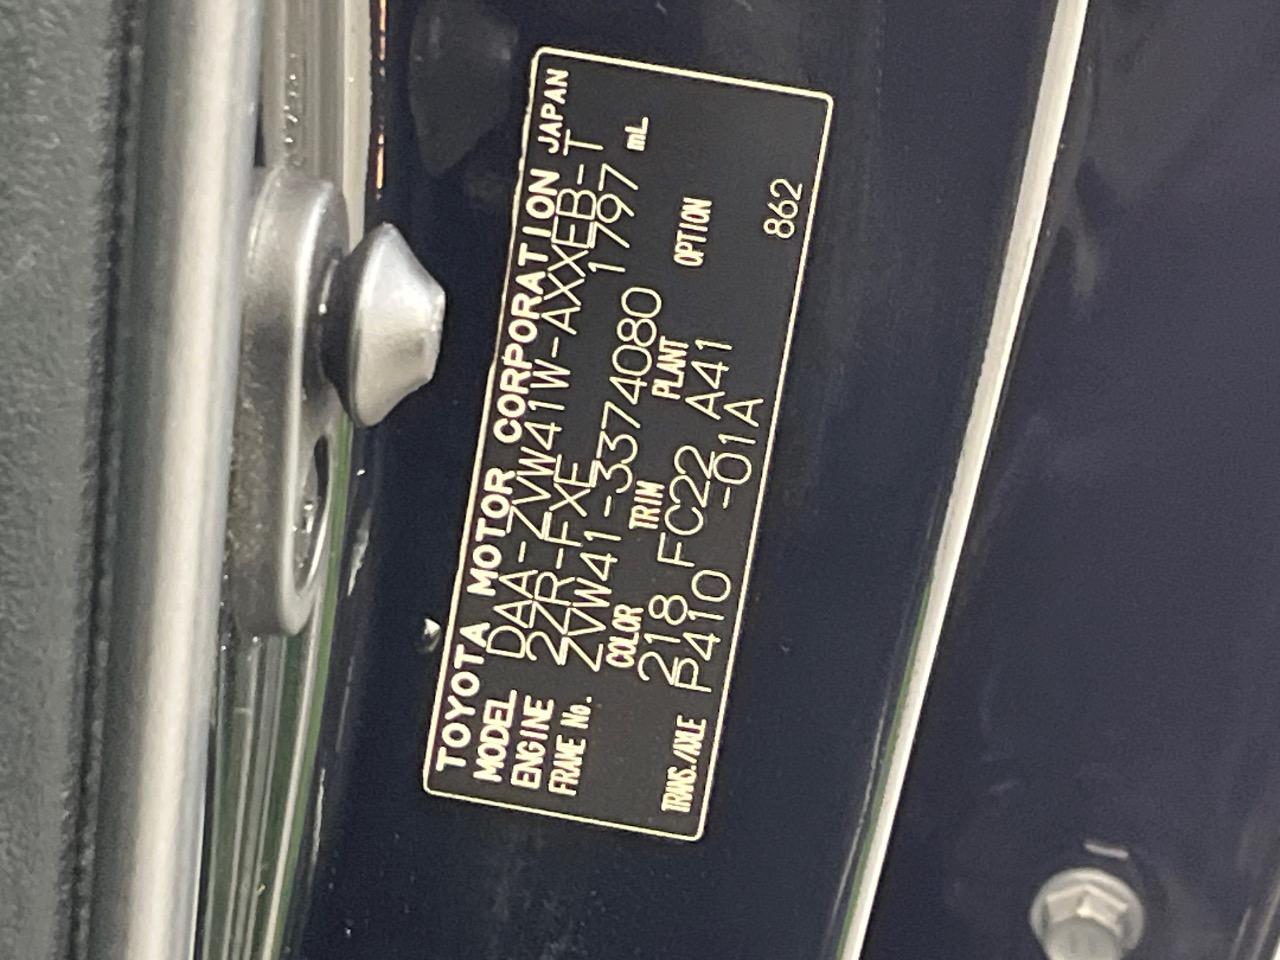 TOYOTA MOTOR CORPORATION JAPAN
MODEL DAA-ZVW41W-AXXEB-T
ENGINE 2ZR-FXE 1797 mL
FRAME No. ZVW41-3374080
COLOR TRIM PLANT OPTION
218 FC22 A41
TRANS./AXLE P410 -01A 862